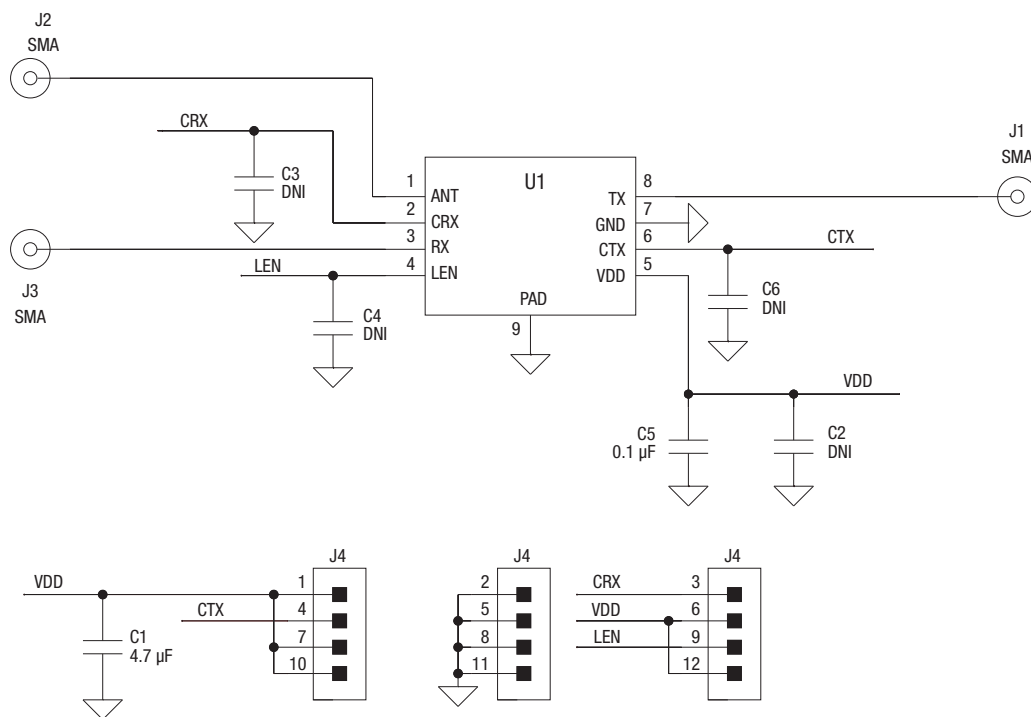 J2
SMA
CRX
C3
DNI
J3
SMA
LEN
C4
DNI
U1
1
ANT
2
CRX
3
RX
4
LEN
PAD
9
8
TX
7
GND
6
CTX
5
VDD
J1
SMA
CTX
C6
DNI
VDD
C5
0.1 µF
C2
DNI
VDD
C1
4.7 µF
CTX
J4
1
4
7
10
J4
2
5
8
11
J4
CRX
3
VDD
6
LEN
9
12